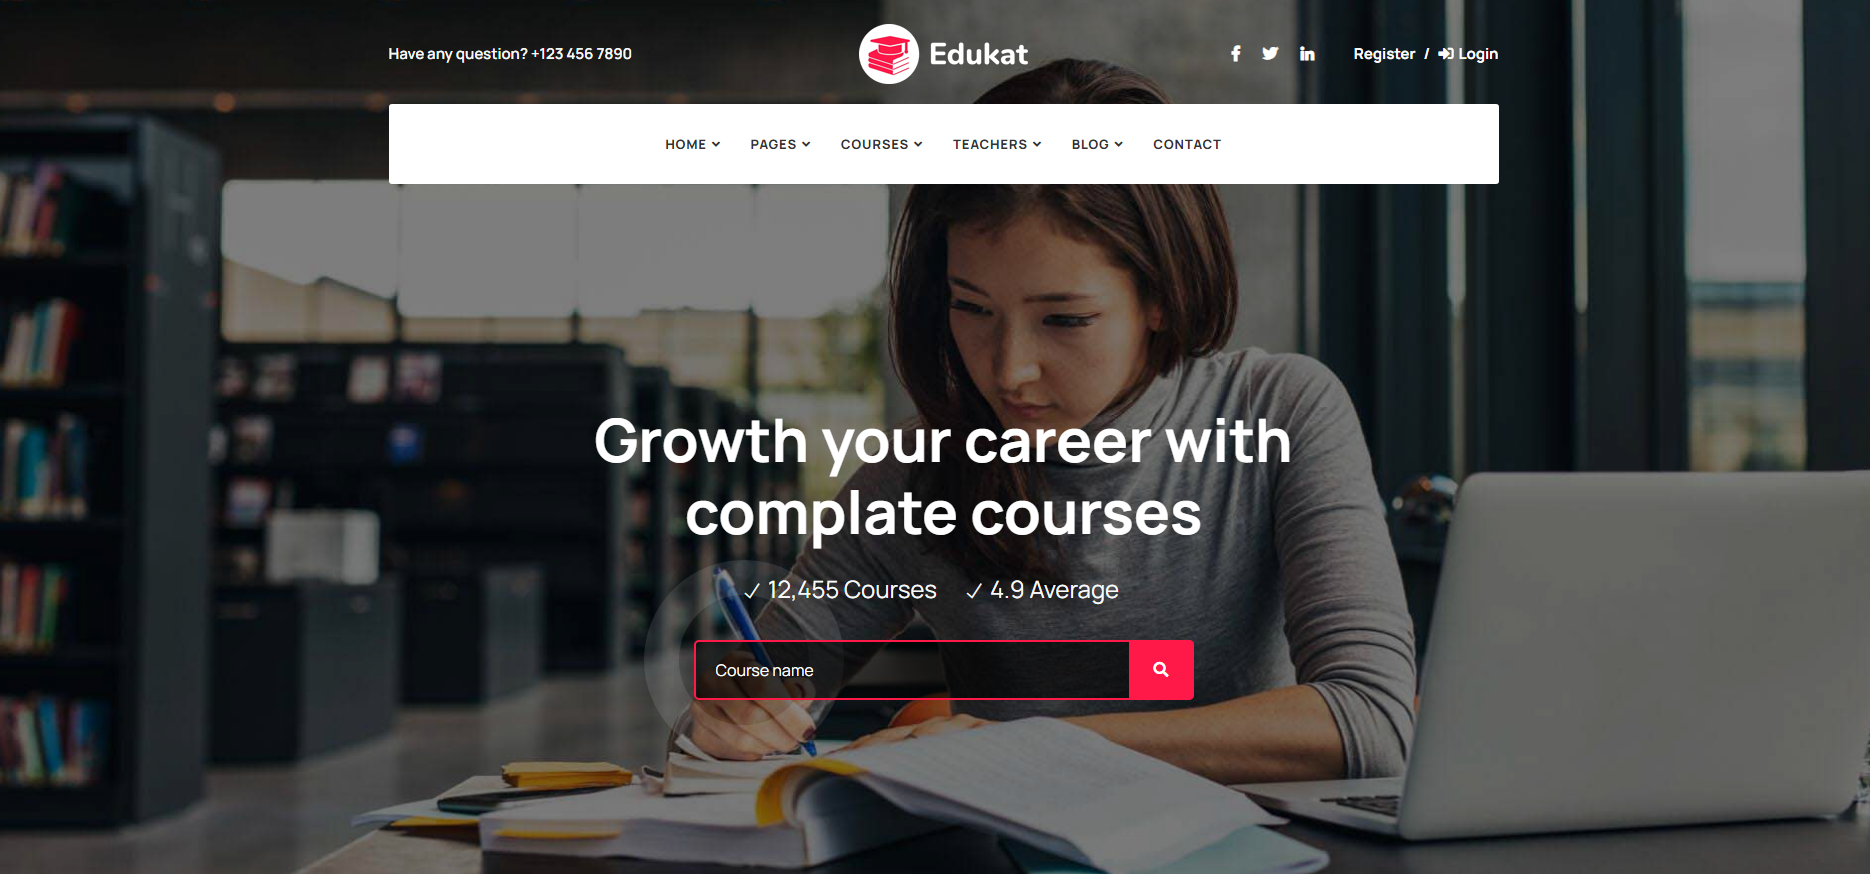 Have any question? +123 456 7890
Edukat
Register / Login
HOME
PAGES
COURSES
TEACHERS
BLOG
CONTACT
Growth your career with
complate courses
12,455 Courses
4.9 Average
Course name